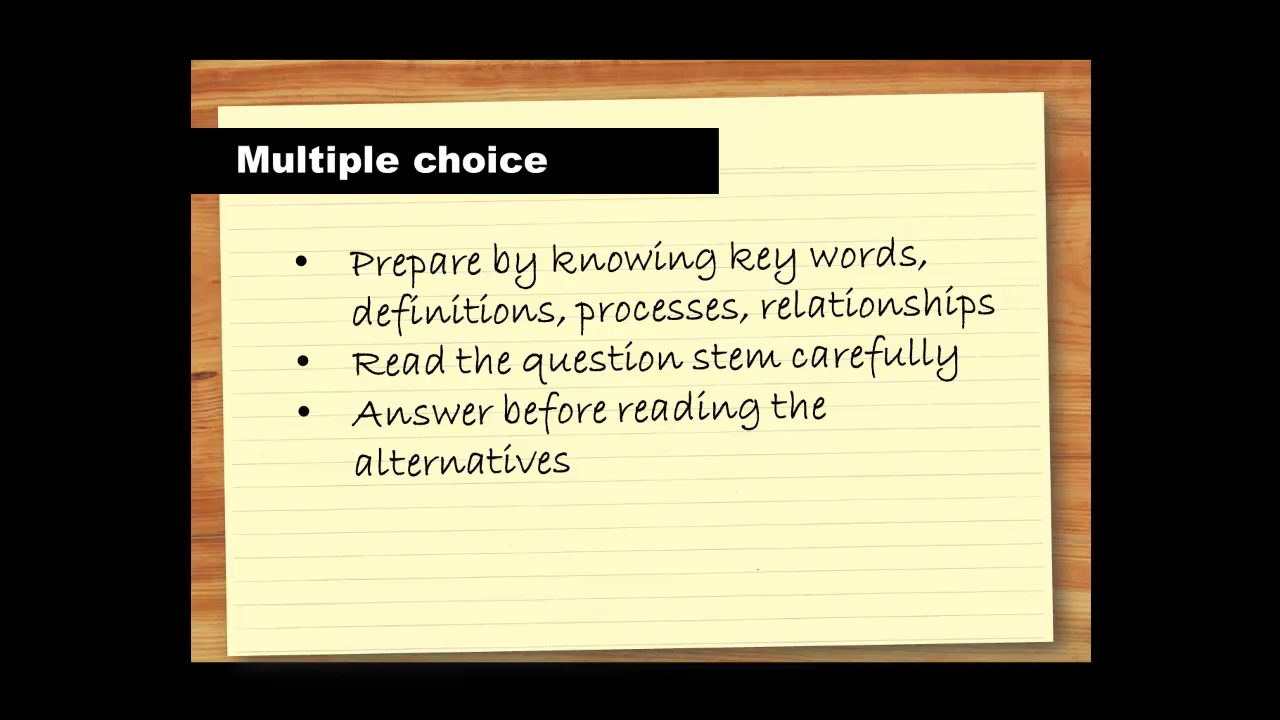 Multiple choice
• Prepare by knowing key words,
definitions, processes, relationships
• Read the question stem carefully
• Answer before reading the
alternatives